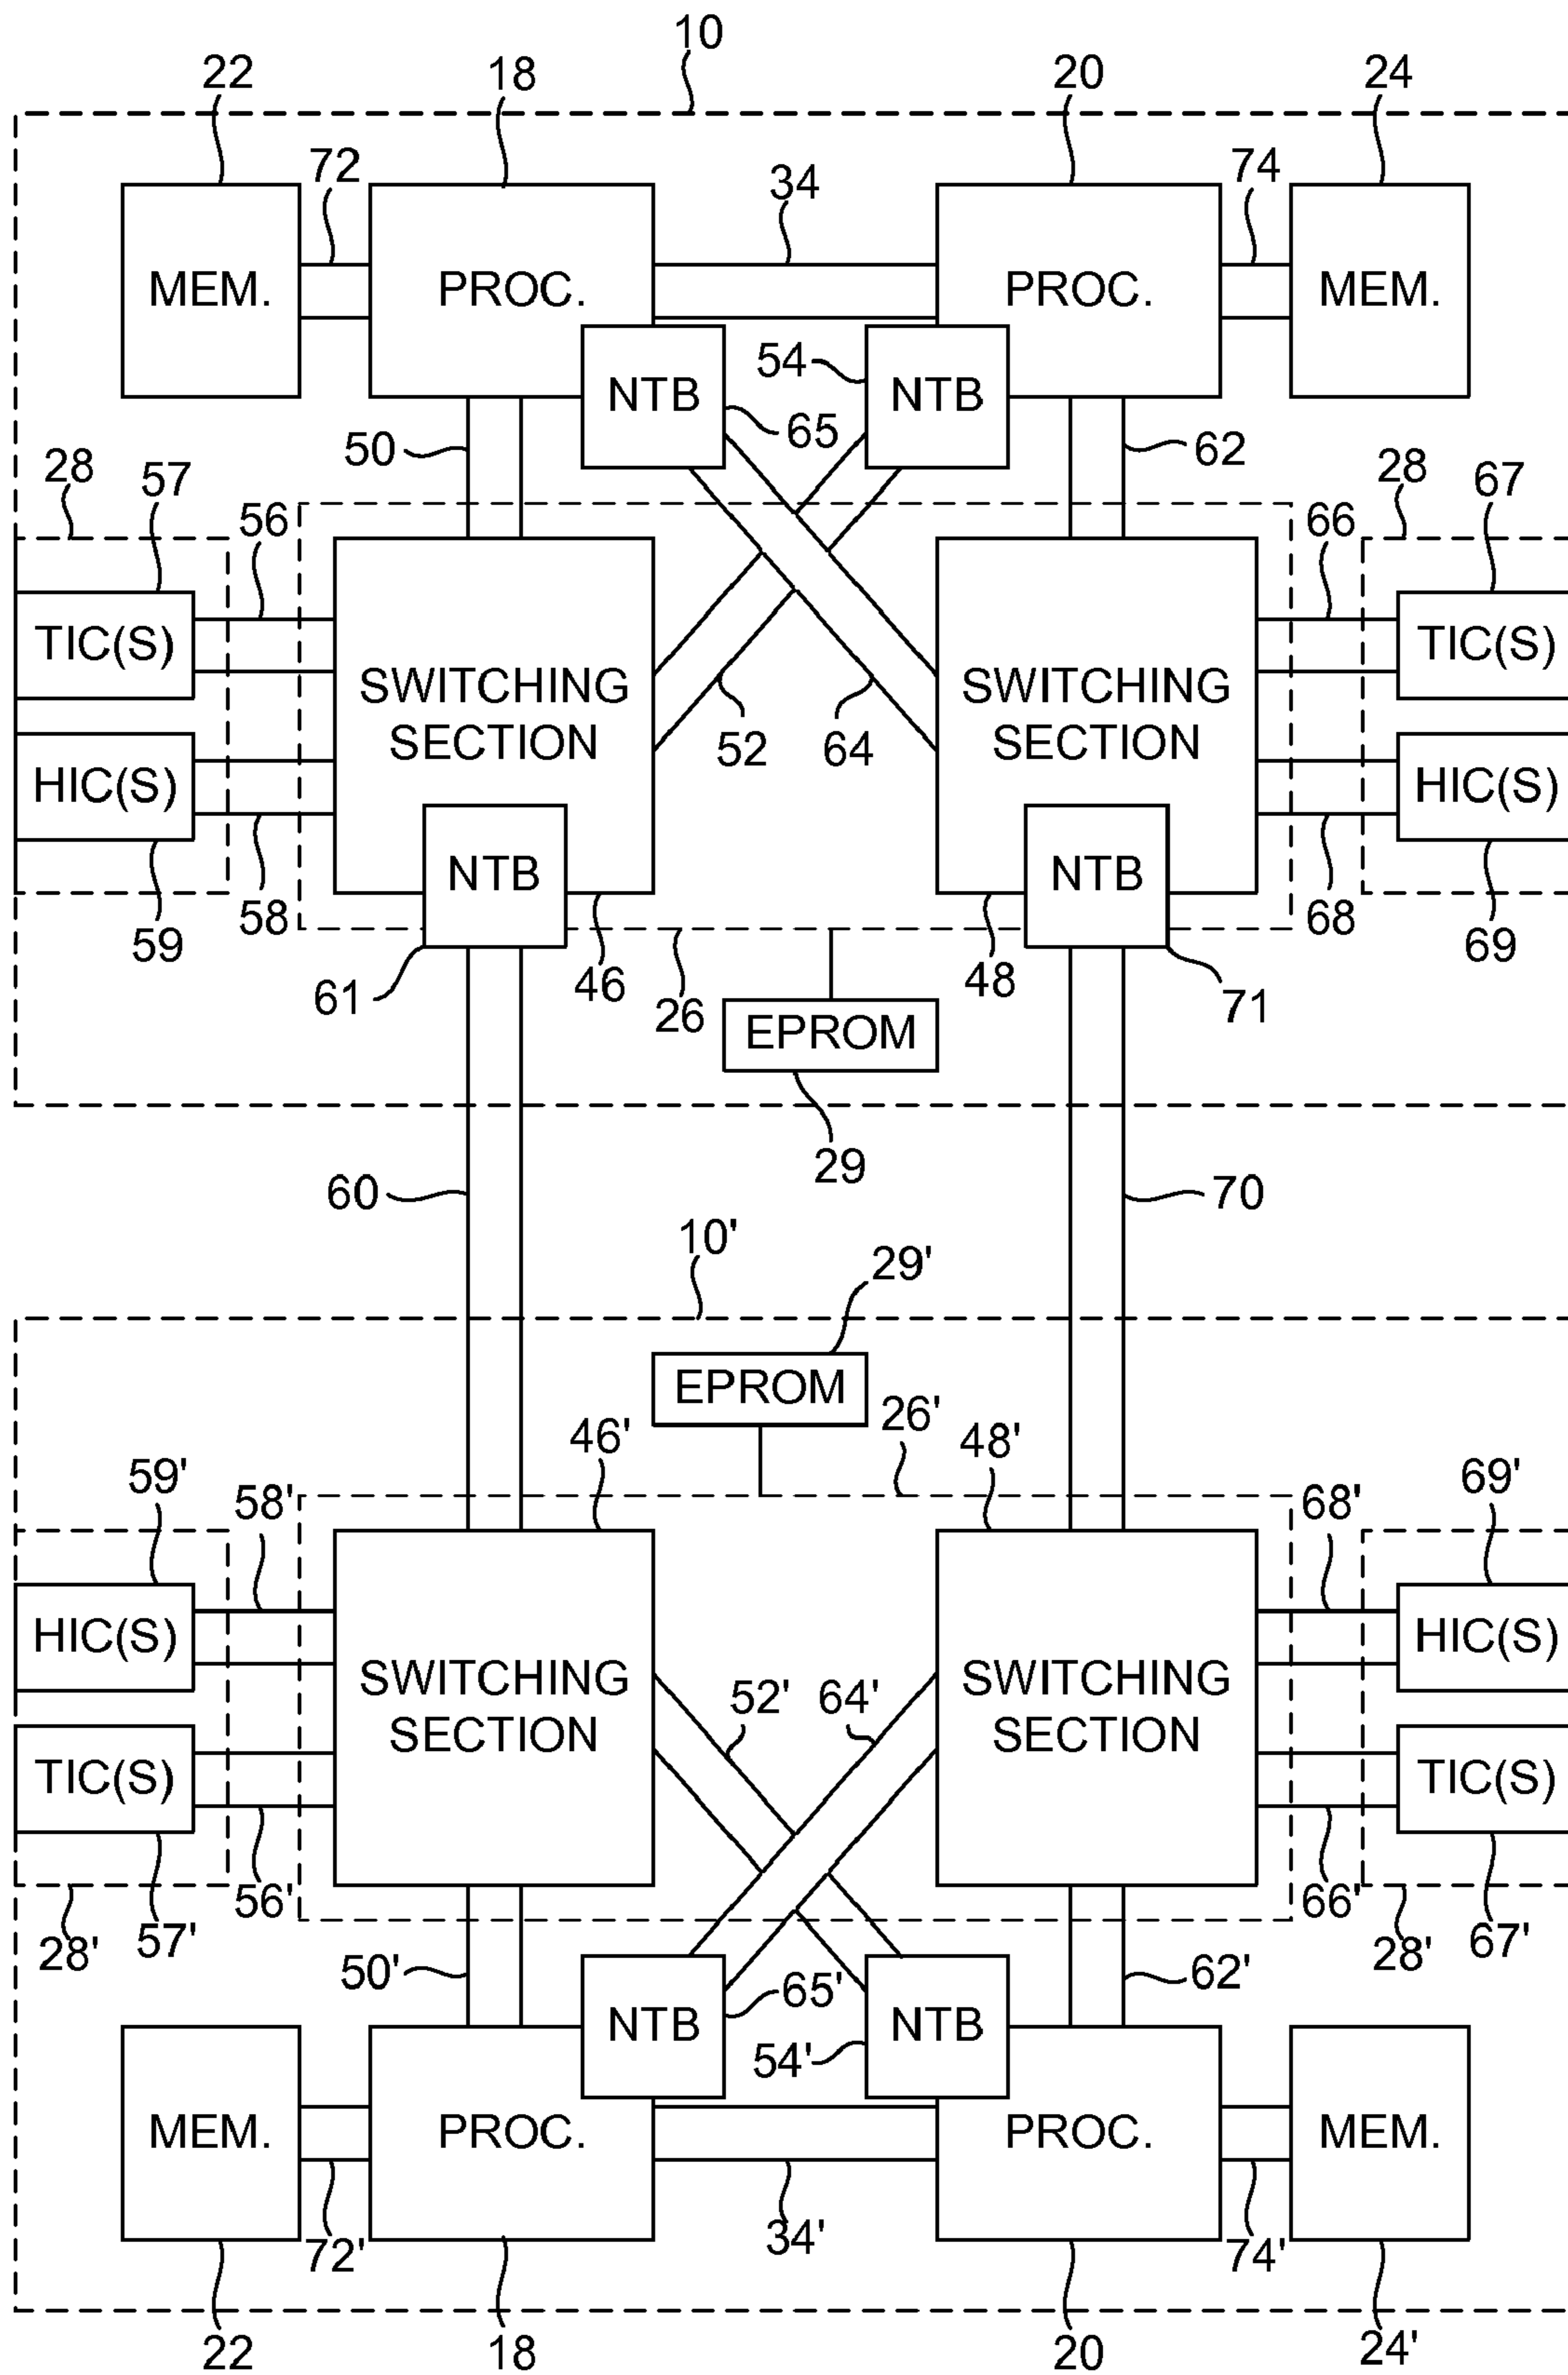 10
22
18
20
24
72
34
74
MEM.
PROC.
PROC.
MEM.
54
NTB
NTB
65
50
62
28
57
28
67
56
66
TIC(S)
TIC(S)
SWITCHING
SECTION
SWITCHING
SECTION
52
64
HIC(S)
HIC(S)
NTB
NTB
58
68
59
69
61
46
26
48
71
EPROM
29
60
70
10'
29'
EPROM
46'
26'
48'
59'
58'
68'
69'
HIC(S)
HIC(S)
SWITCHING
SECTION
SWITCHING
SECTION
52'
64'
TIC(S)
TIC(S)
56'
66'
28'
57'
28'
67'
50'
62'
65'
NTB
NTB
54'
MEM.
PROC.
PROC.
MEM.
72'
34'
74'
22
18
20
24'